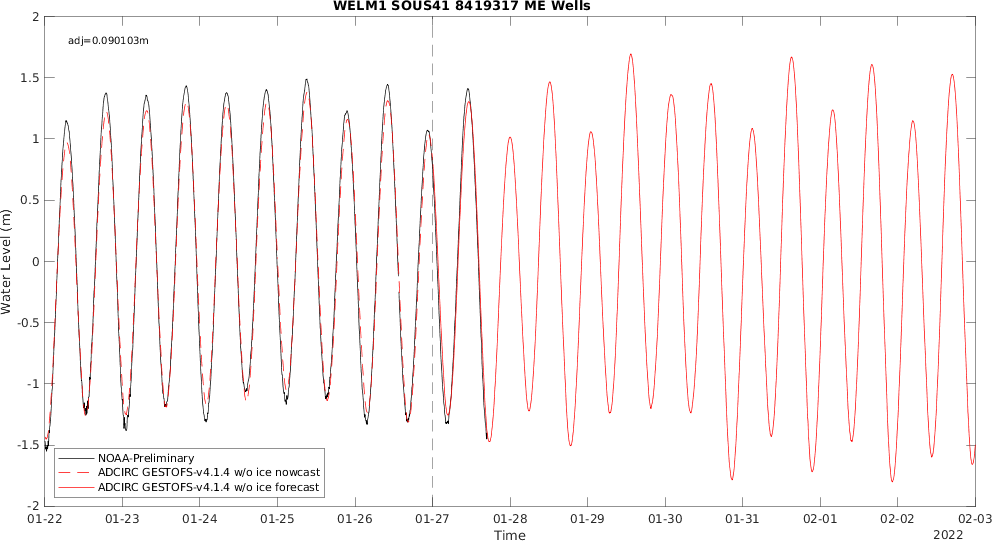 WELM1 SOUS41 8419317 ME Wells
adj=0.090103m
2
1.5
1
0.5
0
-0.5
-1
-1.5
-2
Water Level (m)
NOAA-Preliminary
ADCIRC GESTOFS-v4.1.4 w/o ice nowcast
ADCIRC GESTOFS-v4.1.4 w/o ice forecast
01-22 01-23 01-24 01-25 01-26 01-27 01-28 01-29 01-30 01-31 02-01 02-02 02-03
Time
2022